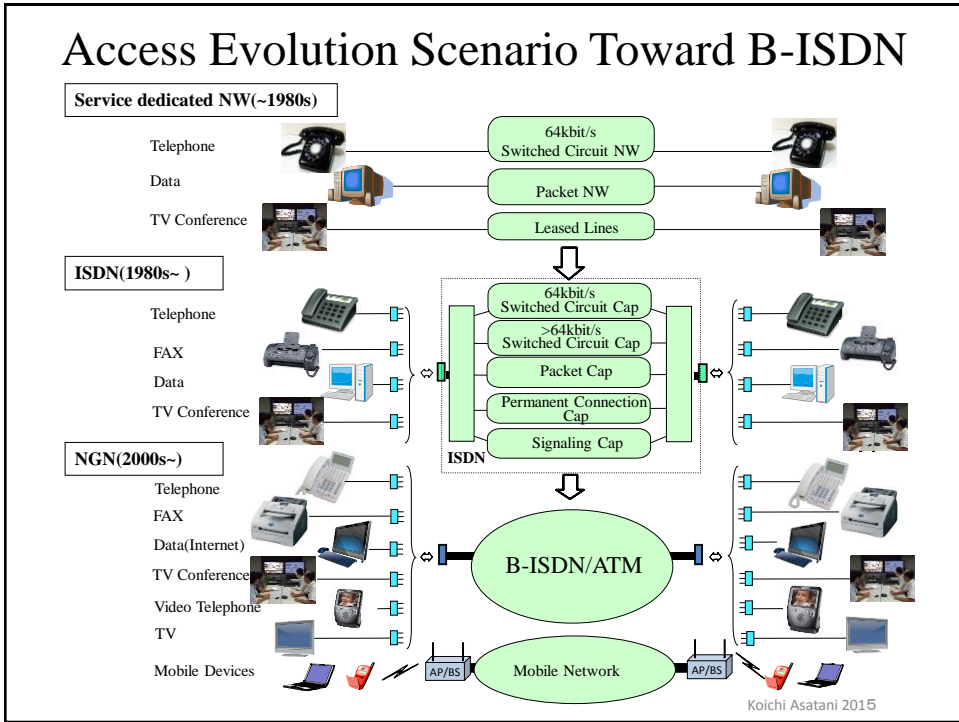 Access Evolution Scenario Toward B-ISDN
Service dedicated NW(~1980s)
Telephone
64kbit/s
Switched Circuit NW
Data
Packet NW
TV Conference
Leased Lines
ISDN(1980s~ )
Telephone
FAX
Data
TV Conference
64kbit/s
Switched Circuit Cap
>64kbit/s
Switched Circuit Cap
Packet Cap
Permanent Connection
Cap
Signaling Cap
ISDN
NGN(2000s~)
Telephone
FAX
Data(Internet)
TV Conference
Video Telephone
TV
B-ISDN/ATM
Mobile Devices
AP/BS
Mobile Network
AP/BS
Koichi Asatani 2015